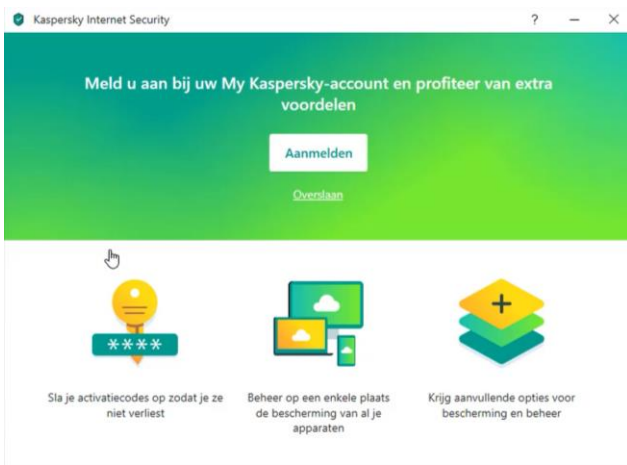 Kaspersky Internet Security
?
Meld u aan bij uw My Kaspersky-account en profiteer van extra
voordelen
Aanmelden
Overslaan
****
Sla je activatiecodes op zodat je ze
niet verliest
Beheer op een enkele plaats
de bescherming van al je
apparaten
Krijg aanvullende opties voor
bescherming en beheer